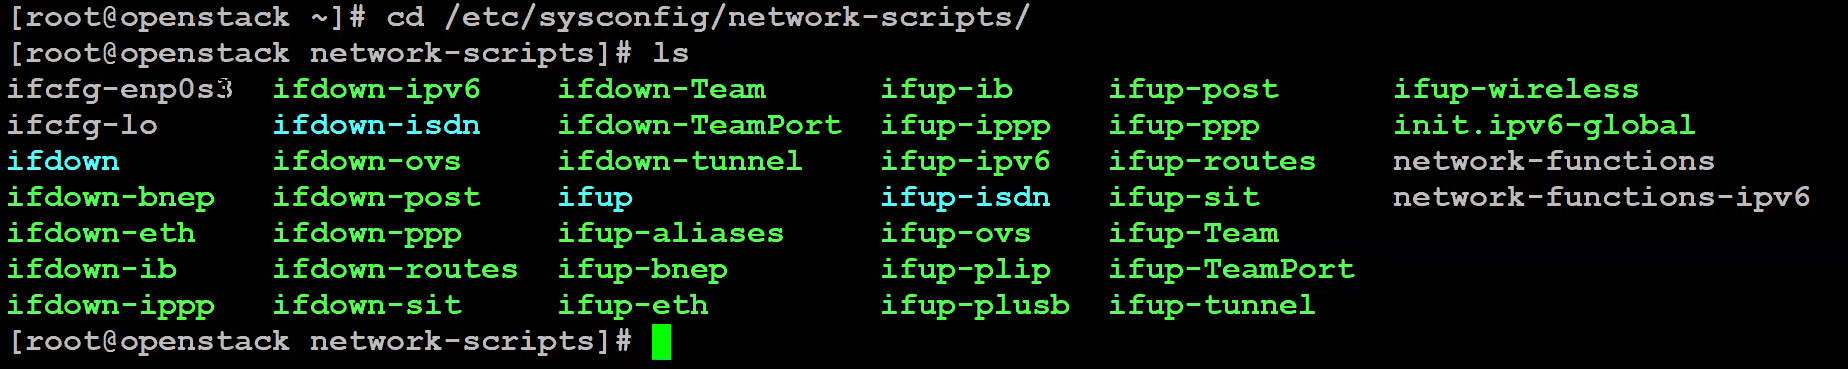 [root@openstack ~]# cd /etc/sysconfig/network-scripts/
[root@openstack network-scripts]# ls
ifcfg-enp0s3  ifdown-ipv6    ifdown-Team      ifup-ib     ifup-post      ifup-wireless
ifcfg-lo      ifdown-isdn    ifdown-TeamPort  ifup-ippp   ifup-ppp       init.ipv6-global
ifdown        ifdown-ovs     ifdown-tunnel    ifup-ipv6   ifup-routes    network-functions
ifdown-bnep   ifdown-post    ifup             ifup-isdn   ifup-sit       network-functions-ipv6
ifdown-eth    ifdown-ppp     ifup-aliases     ifup-ovs    ifup-Team
ifdown-ib     ifdown-routes  ifup-bnep        ifup-plip   ifup-TeamPort
ifdown-ippp   ifdown-sit     ifup-eth         ifup-plusb  ifup-tunnel
[root@openstack network-scripts]#